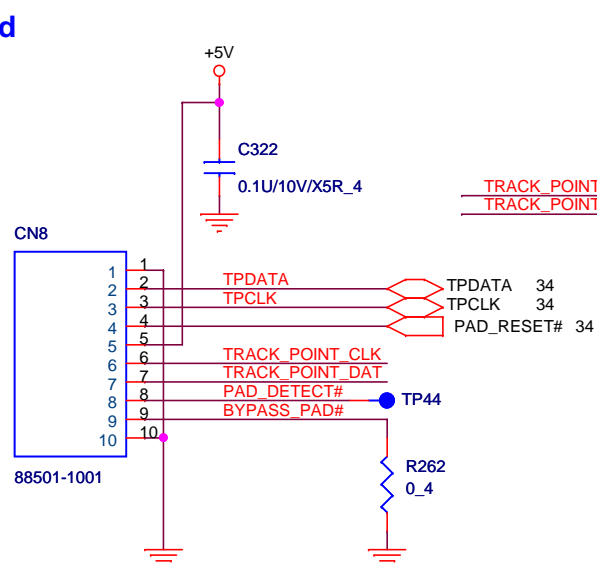 d
+5V
C322
0.1U/10V/X5R_4
TRACK_POINT
TRACK_POINT
CN8
1 1
2 2 TPDATA TPDATA 34
3 3 TPCLK TPCLK 34
4 4 PAD_RESET# 34
5 5
6 6 TRACK_POINT_CLK
7 7 TRACK_POINT_DAT
8 8 PAD_DETECT# TP44
9 9 BYPASS_PAD#
10 10
88501-1001
R262
0_4